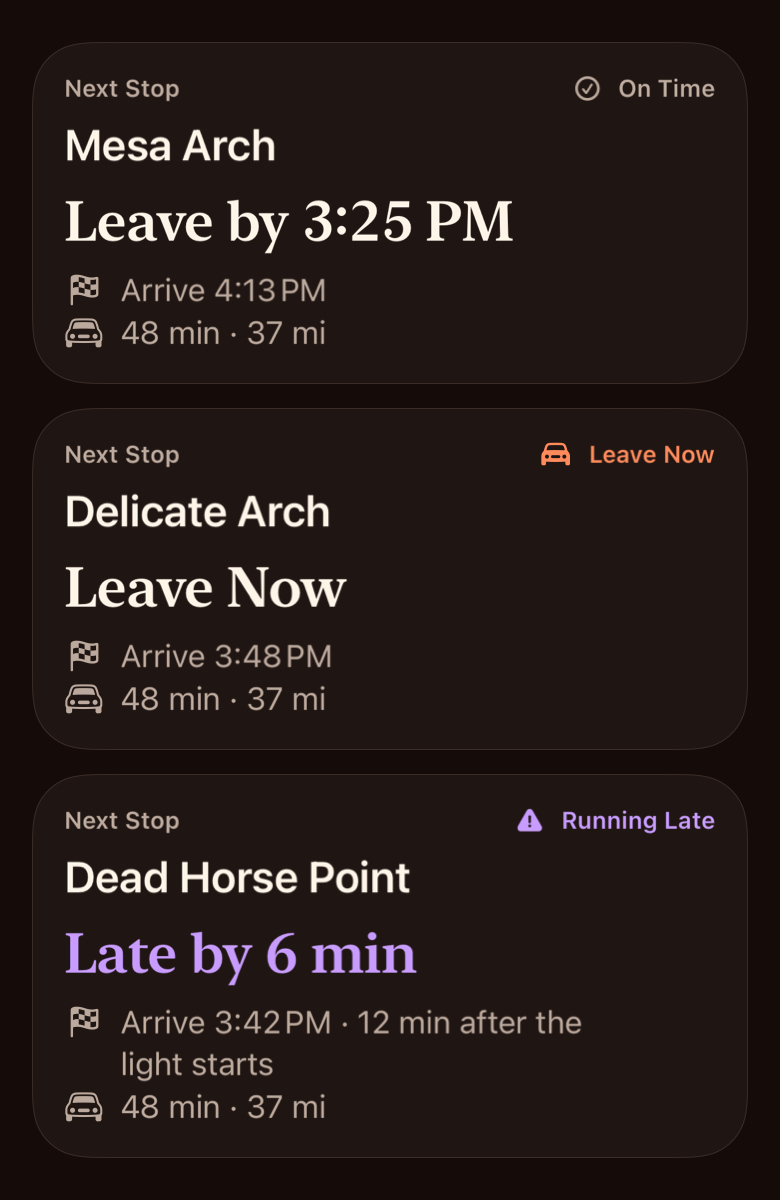 Next Stop
On Time
Mesa Arch
Leave by 3:25 PM
Arrive 4:13 PM
48 min · 37 mi
Next Stop
Leave Now
Delicate Arch
Leave Now
Arrive 3:48 PM
48 min · 37 mi
Next Stop
Running Late
Dead Horse Point
Late by 6 min
Arrive 3:42 PM · 12 min after the
light starts
48 min · 37 mi